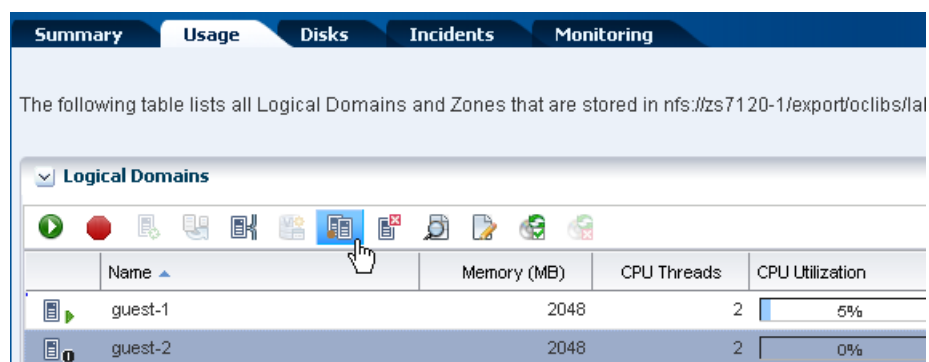 Summary Usage Disks Incidents Monitoring
The following table lists all Logical Domains and Zones that are stored in nfs://zs7120-1/export/oclibs/la
Logical Domains
Name Memory (MB) CPU Threads CPU Utilization
guest-1 2048 2 5%
guest-2 2048 2 0%